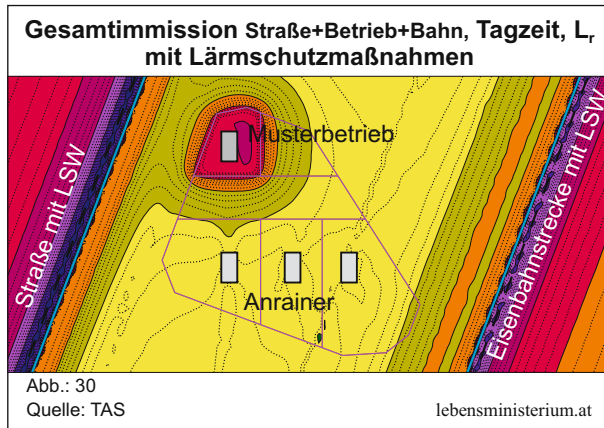 Gesamtimmission Straße+Betrieb+Bahn, Tagzeit, Lr
mit Lärmschutzmaßnahmen
Musterbetrieb
Straße mit LSW
Eisenbahnstrecke mit LSW
Anrainer
Abb.: 30
Quelle: TAS
lebensministerium.at